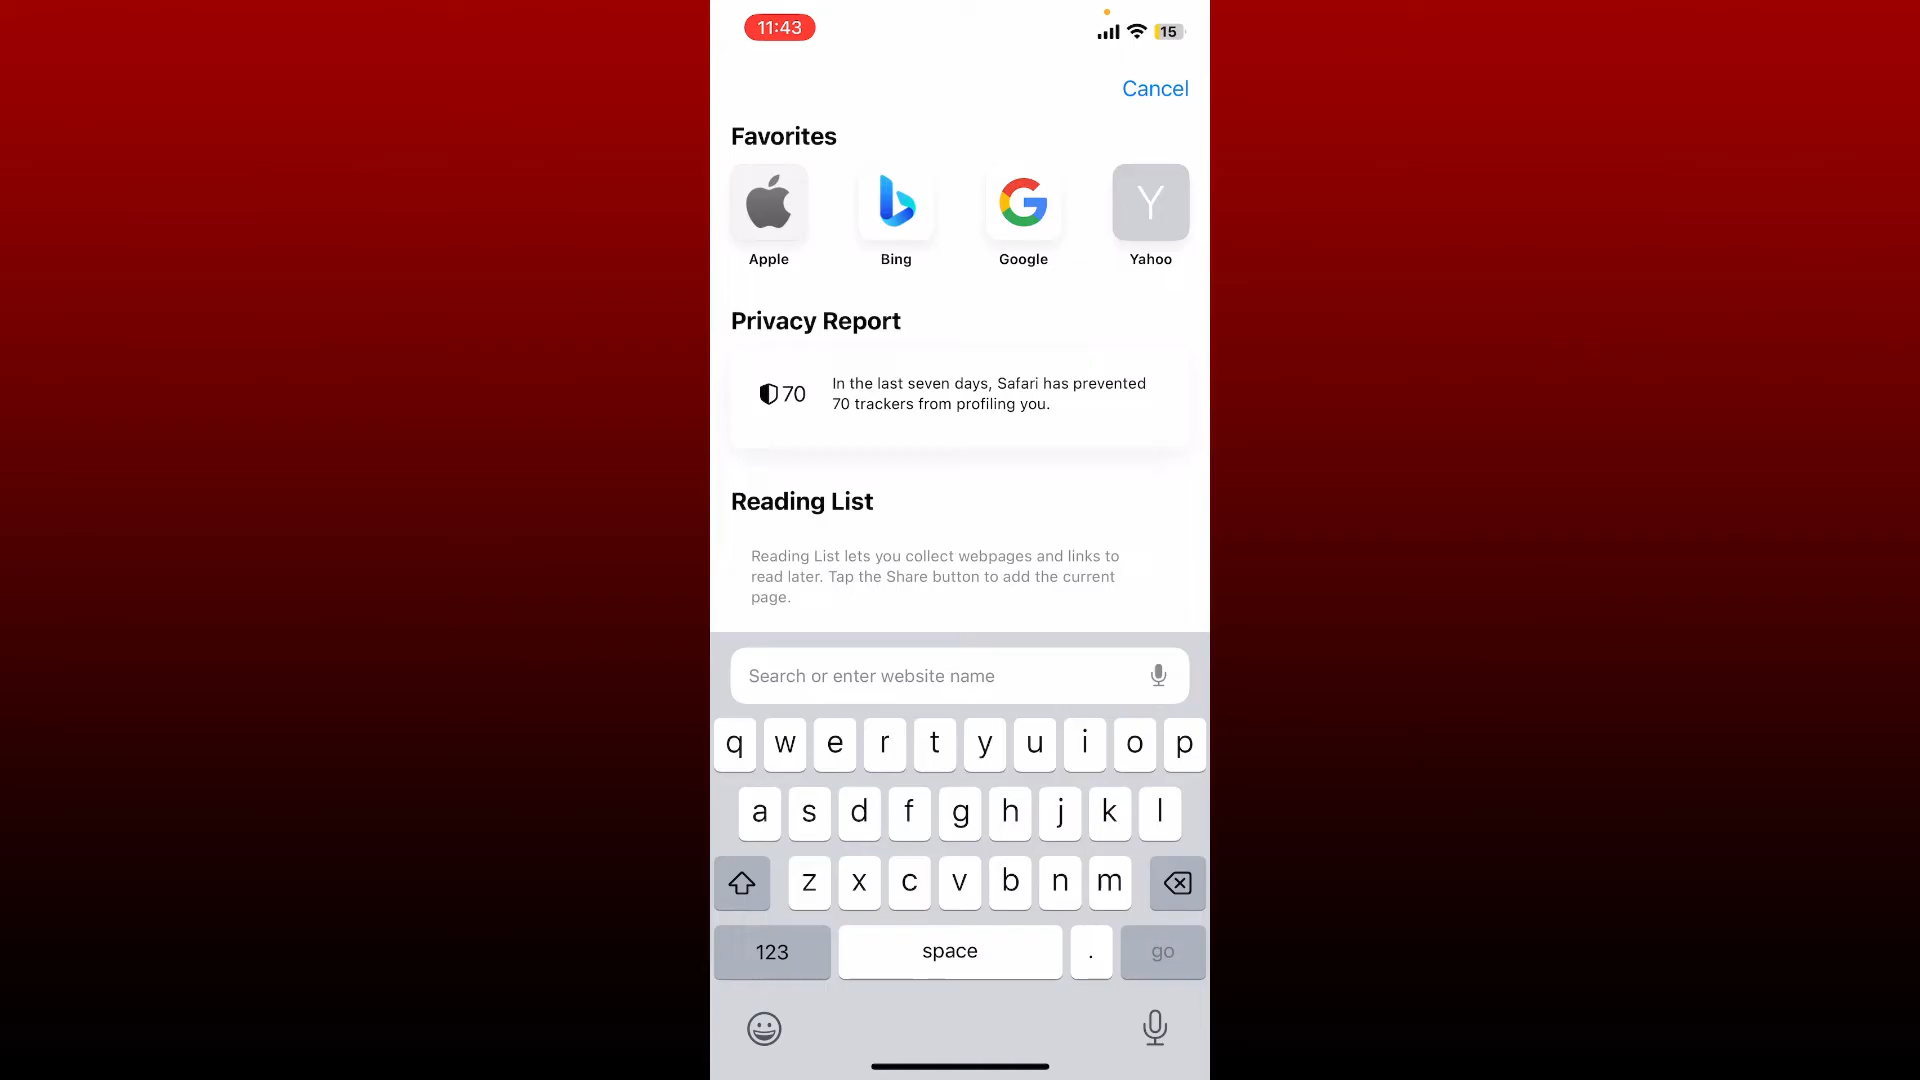 11:43
15
Cancel
Favorites
Y
Apple Bing Google Yahoo
Privacy Report
70
In the last seven days, Safari has prevented
70 trackers from profiling you.
Reading List
Reading List lets you collect webpages and links to
read later. Tap the Share button to add the current
page.
Search or enter website name
q w e r t y u i o p
a s d f g h j k l
z x c v b n m
123 space . go